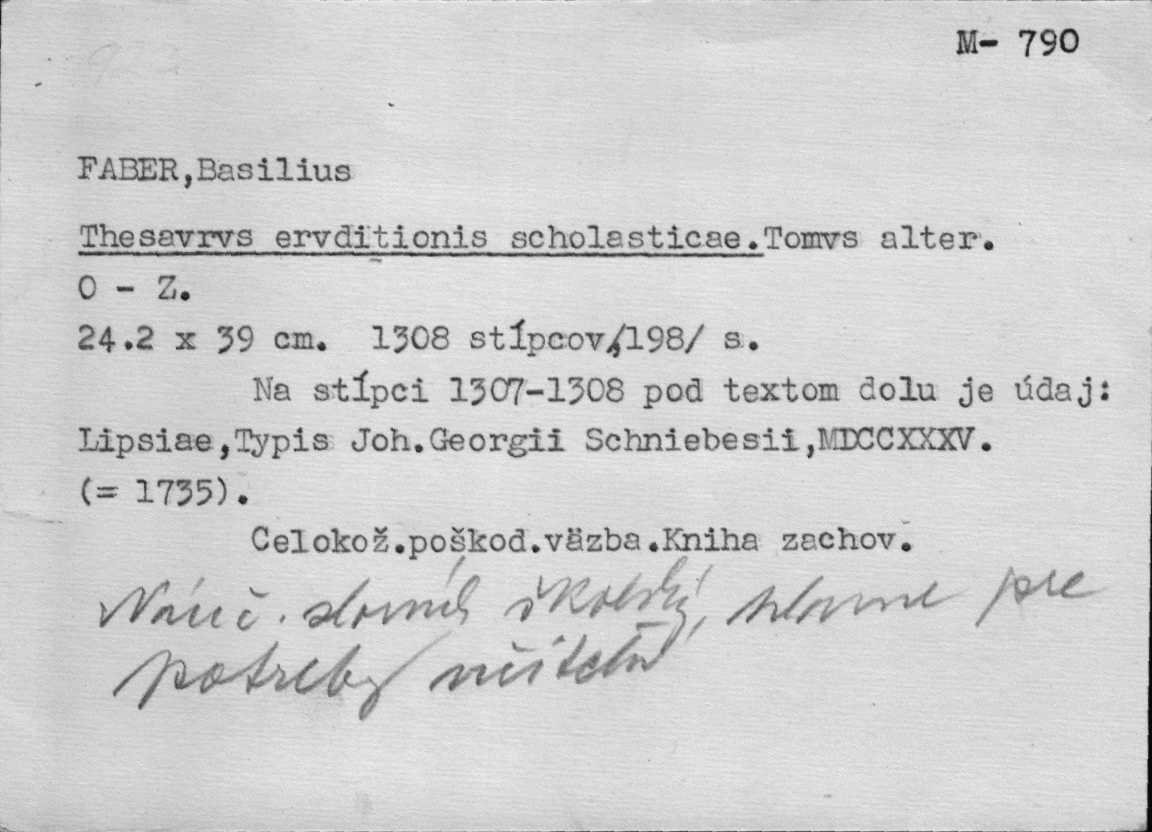 M- 790
FABER,Basilius
Thesavrvs ervditionis scholasticae.Tomvs alter.
O - Z.
24.2 x 39 cm. 1308 stĺpcov,/198/ s.
Na stĺpci 1307-1308 pod textom dolu je údaj:
Lipsiae,Typis Joh.Georgii Schniebesii,MDCCXXXV.
(= 1735).
Celokož.poškod.väzba.Kniha zachov.
Náuč. slovník školský, hlavne pre
potreby učiteľov